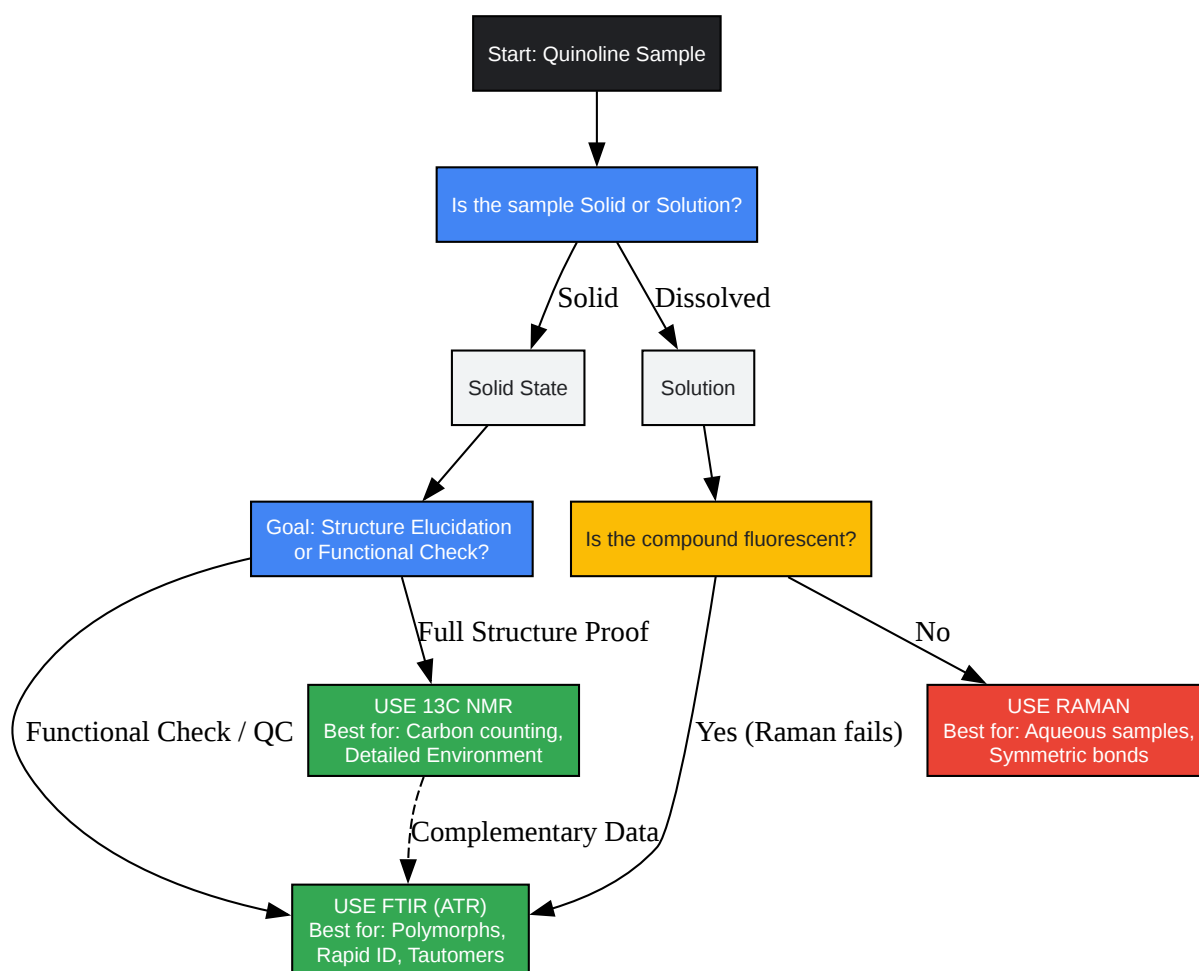 Start: Quinoline Sample
Is the sample Solid or Solution?
Solid
Dissolved
Solid State
Solution
Goal: Structure Elucidation
or Functional Check?
Is the compound fluorescent?
Full Structure Proof
No
USE 13C NMR
Best for: Carbon counting,
Detailed Environment
USE RAMAN
Best for: Aqueous samples,
Symmetric bonds
Functional Check / QC
Yes (Raman fails)
Complementary Data
USE FTIR (ATR)
Best for: Polymorphs,
Rapid ID, Tautomers